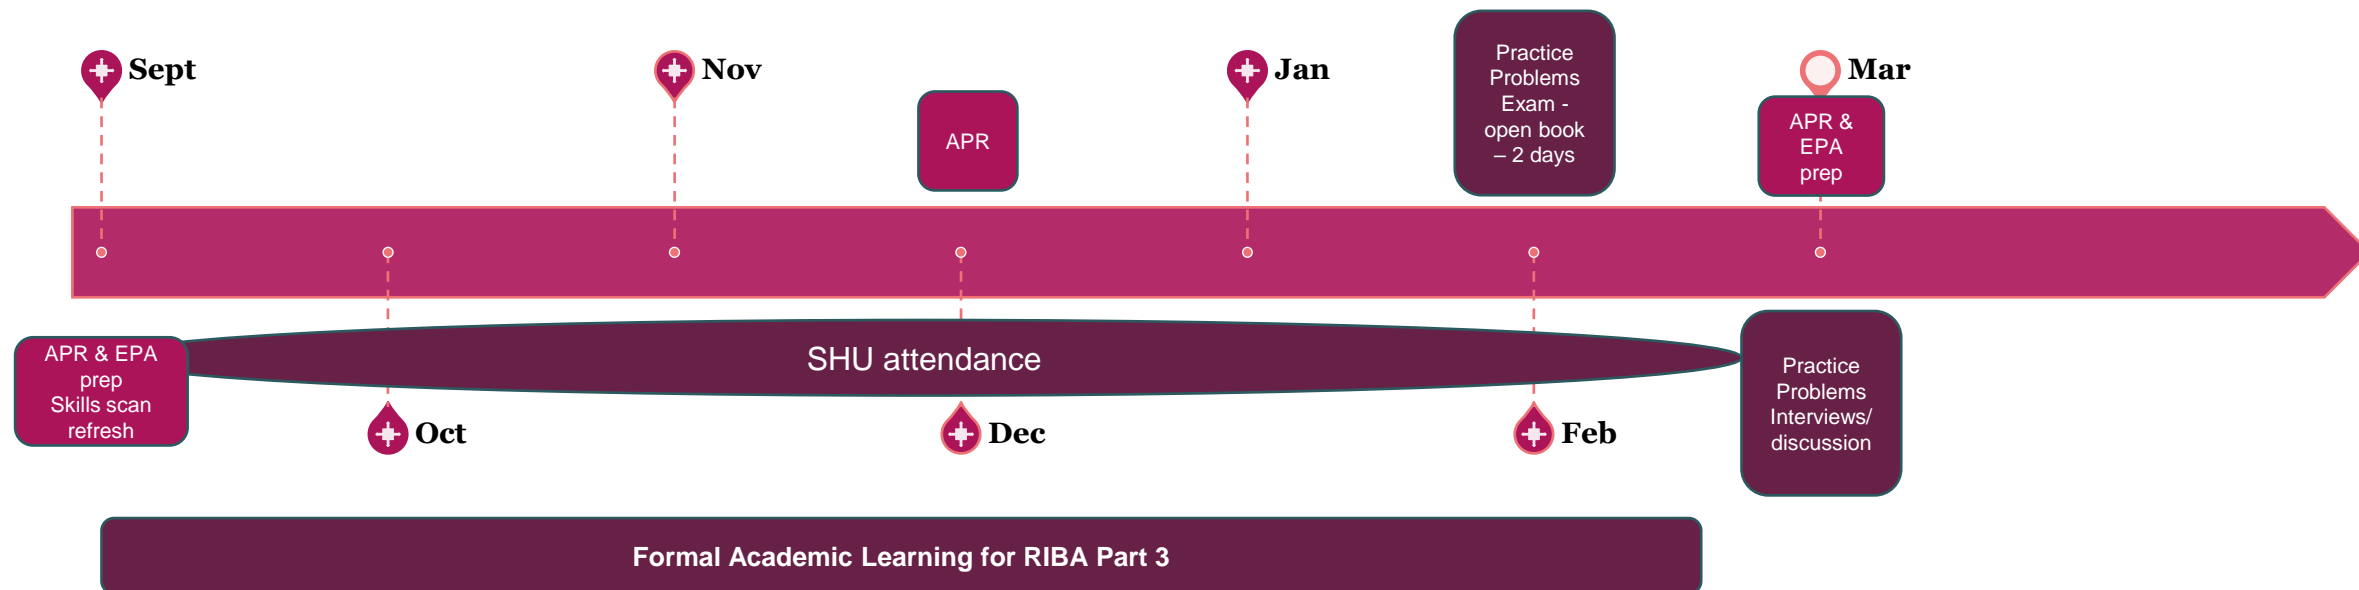 Sept
Nov
Jan
Mar
Practice
Problems
Exam -
open book
– 2 days
APR
APR &
EPA
prep
APR & EPA
prep
Skills scan
refresh
SHU attendance
Practice
Problems
Interviews/
discussion
Oct
Dec
Feb
Formal Academic Learning for RIBA Part 3